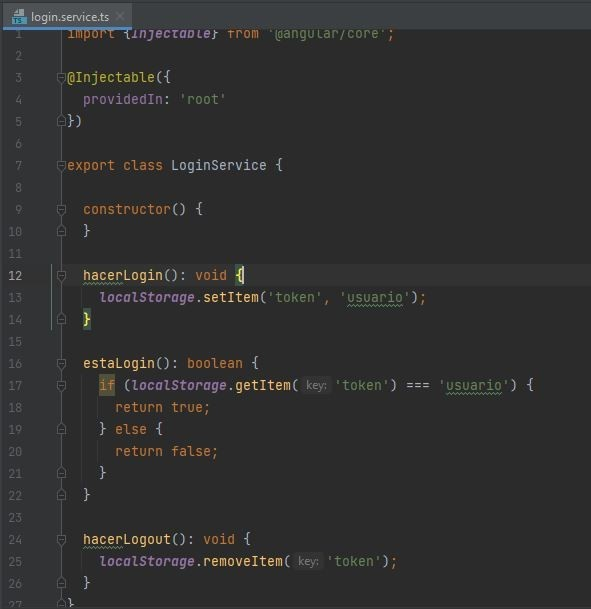 login.service.ts
1 import {Injectable} from '@angular/core';
2
3 @Injectable({
4 providedIn: 'root'
5 })
6
7 export class LoginService {
8
9 constructor() {
10 }
11
12 hacerLogin(): void {
13 localStorage.setItem('token', 'usuario');
14 }
15
16 estaLogin(): boolean {
17 if (localStorage.getItem( key: 'token') === 'usuario') {
18 return true;
19 } else {
20 return false;
21 }
22 }
23
24 hacerLogout(): void {
25 localStorage.removeItem( key: 'token');
26 }
27 }